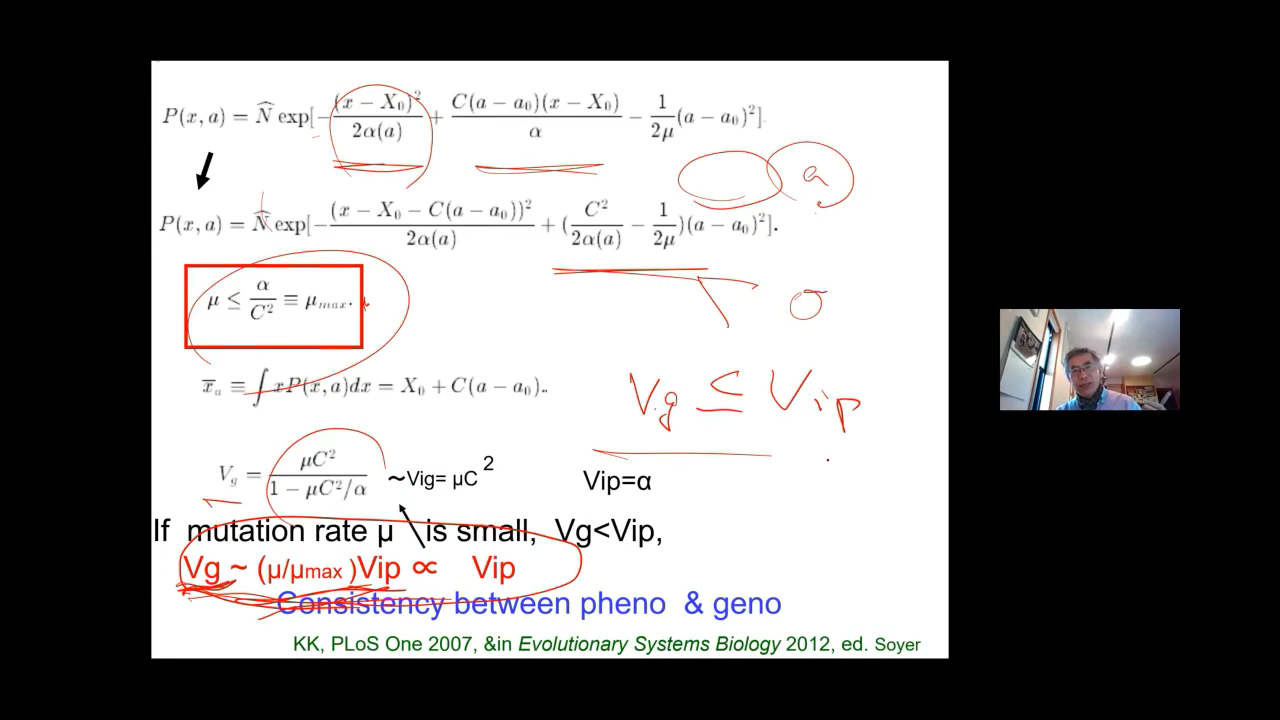 P(x, a) = N̂ exp[−(x − X₀)²/2α(a) + C(a − a₀)(x − X₀)/α − 1/2μ (a − a₀)²].
a
P(x, a) = N̂ exp[−(x − X₀ − C(a − a₀))²/2α(a) + (C²/2α(a) − 1/2μ)(a − a₀)²].
μ ≤ α/C² ≡ μmax.
σ
x̄ₐ ≡ ∫ xP(x, a)dx = X₀ + C(a − a₀)..
Vg ≤ Vip
Vg = μC²/(1 − μC²/α) ~Vig= μC² Vip=α
If mutation rate μ is small, Vg<Vip,
Vg ~ (μ/μmax )Vip ∝ Vip
Consistency between pheno & geno
KK, PLoS One 2007, &in Evolutionary Systems Biology 2012, ed. Soyer